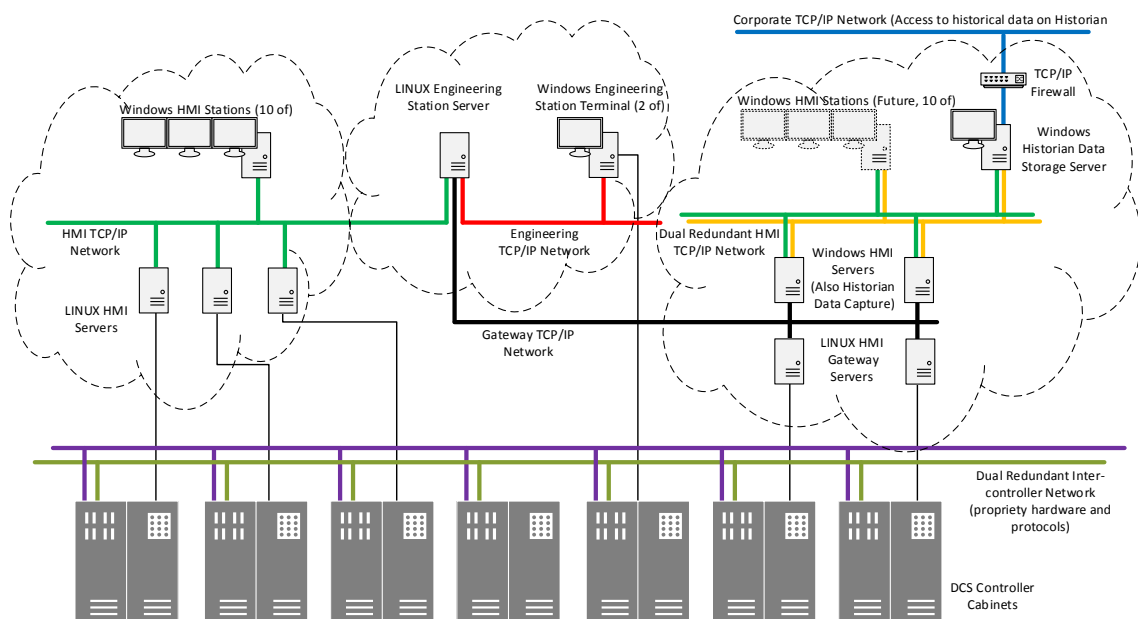 Corporate TCP/IP Network (Access to historical data on Historian
TCP/IP
Firewall
Windows HMI Stations (10 of)
LINUX Engineering
Station Server
Windows Engineering
Station Terminal (2 of)
Windows HMI Stations (Future, 10 of)
Windows
Historian Data
Storage Server
HMI TCP/IP
Network
Engineering
TCP/IP Network
Dual Redundant HMI
TCP/IP Network
Windows HMI
Servers
(Also Historian
Data Capture)
LINUX HMI
Servers
Gateway TCP/IP
Network
LINUX HMI
Gateway
Servers
Dual Redundant Inter-
controller Network
(propriety hardware and
protocols)
DCS Controller
Cabinets